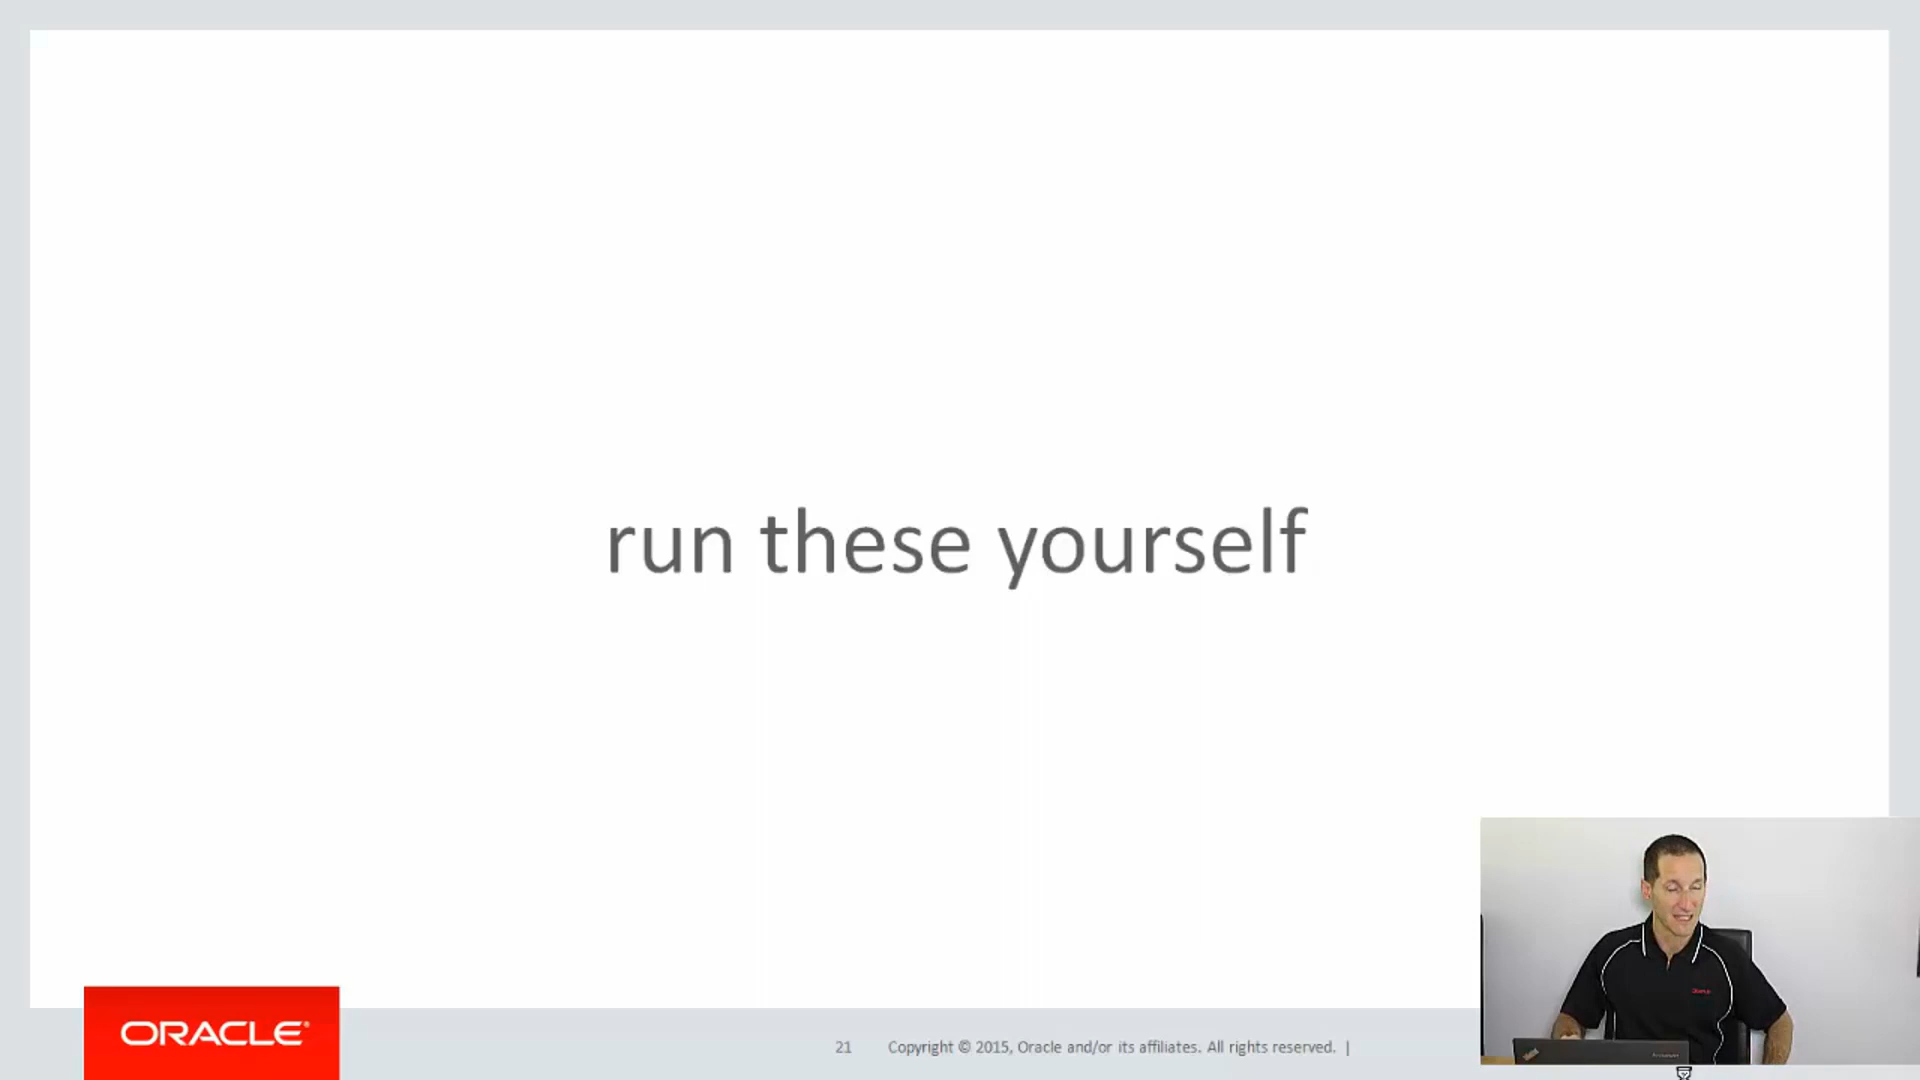 run these yourself
ORACLE®
21 Copyright © 2015, Oracle and/or its affiliates. All rights reserved. |